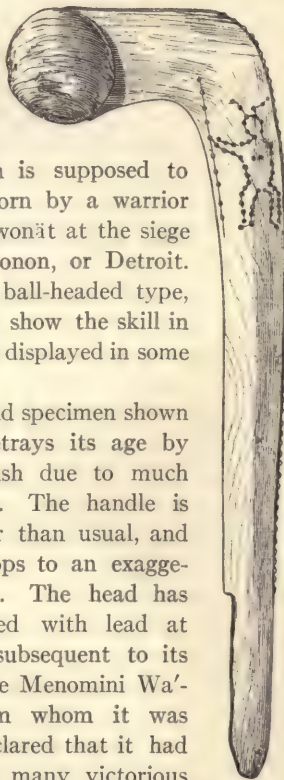 n is supposed to
orn by a warrior
wonät at the siege
onon, or Detroit.
ball-headed type,
show the skill in
displayed in some
d specimen shown
trays its age by
sh due to much
. The handle is
r than usual, and
ops to an exagge-
. The head has
ed with lead at
subsequent to its
e Menomini Wa'-
n whom it was
clared that it had
many victorious